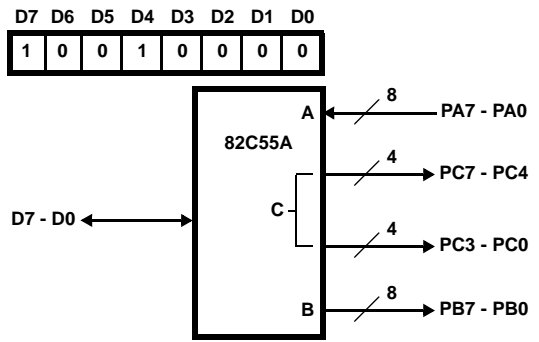 D7 D6 D5 D4 D3 D2 D1 D0
1 0 0 1 0 0 0 0
8
A PA7 - PA0
82C55A
4
PC7 - PC4
C
D7 - D0
4
PC3 - PC0
8
B PB7 - PB0